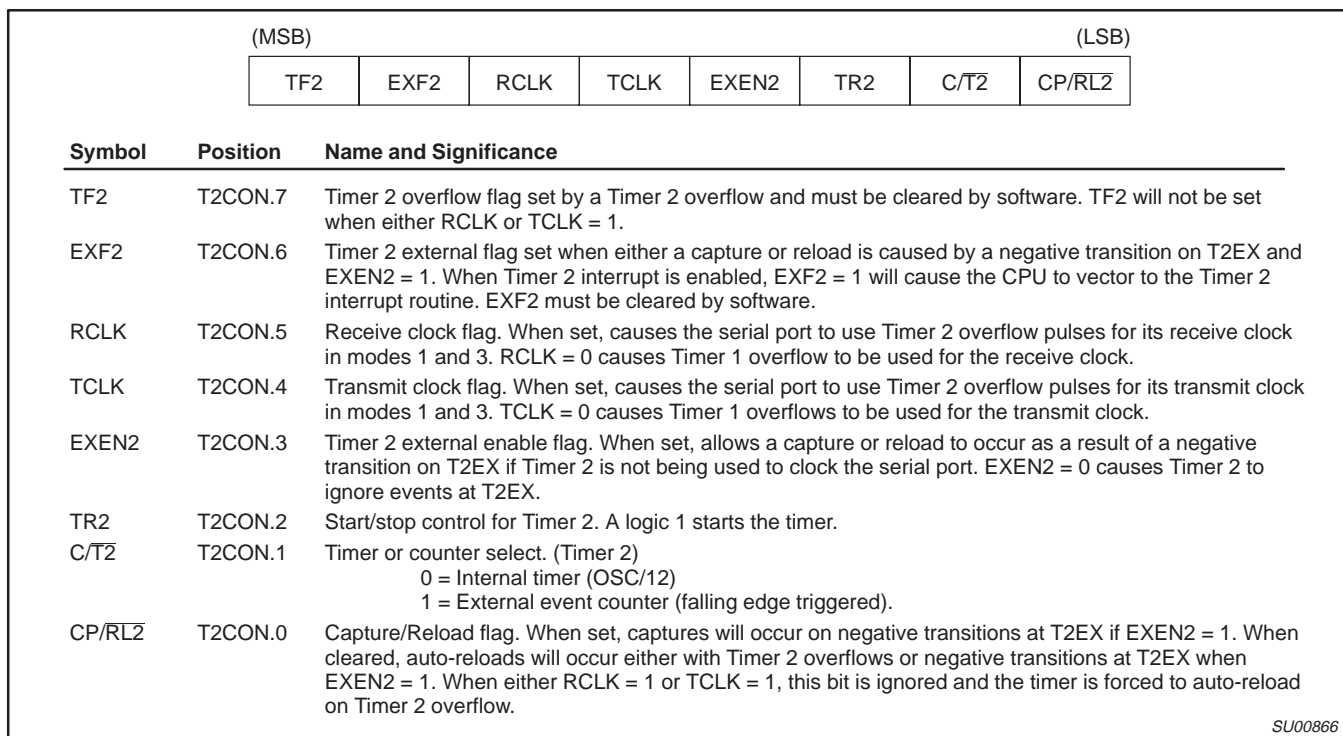 (MSB) (LSB)
TF2 EXF2 RCLK TCLK EXEN2 TR2 C/T̅2̅ CP/R̅L̅2̅
Symbol Position Name and Significance
TF2 T2CON.7 Timer 2 overflow flag set by a Timer 2 overflow and must be cleared by software. TF2 will not be set
when either RCLK or TCLK = 1.
EXF2 T2CON.6 Timer 2 external flag set when either a capture or reload is caused by a negative transition on T2EX and
EXEN2 = 1. When Timer 2 interrupt is enabled, EXF2 = 1 will cause the CPU to vector to the Timer 2
interrupt routine. EXF2 must be cleared by software.
RCLK T2CON.5 Receive clock flag. When set, causes the serial port to use Timer 2 overflow pulses for its receive clock
in modes 1 and 3. RCLK = 0 causes Timer 1 overflow to be used for the receive clock.
TCLK T2CON.4 Transmit clock flag. When set, causes the serial port to use Timer 2 overflow pulses for its transmit clock
in modes 1 and 3. TCLK = 0 causes Timer 1 overflows to be used for the transmit clock.
EXEN2 T2CON.3 Timer 2 external enable flag. When set, allows a capture or reload to occur as a result of a negative
transition on T2EX if Timer 2 is not being used to clock the serial port. EXEN2 = 0 causes Timer 2 to
ignore events at T2EX.
TR2 T2CON.2 Start/stop control for Timer 2. A logic 1 starts the timer.
C/T̅2̅ T2CON.1 Timer or counter select. (Timer 2)
0 = Internal timer (OSC/12)
1 = External event counter (falling edge triggered).
CP/R̅L̅2̅ T2CON.0 Capture/Reload flag. When set, captures will occur on negative transitions at T2EX if EXEN2 = 1. When
cleared, auto-reloads will occur either with Timer 2 overflows or negative transitions at T2EX when
EXEN2 = 1. When either RCLK = 1 or TCLK = 1, this bit is ignored and the timer is forced to auto-reload
on Timer 2 overflow.
SU00866